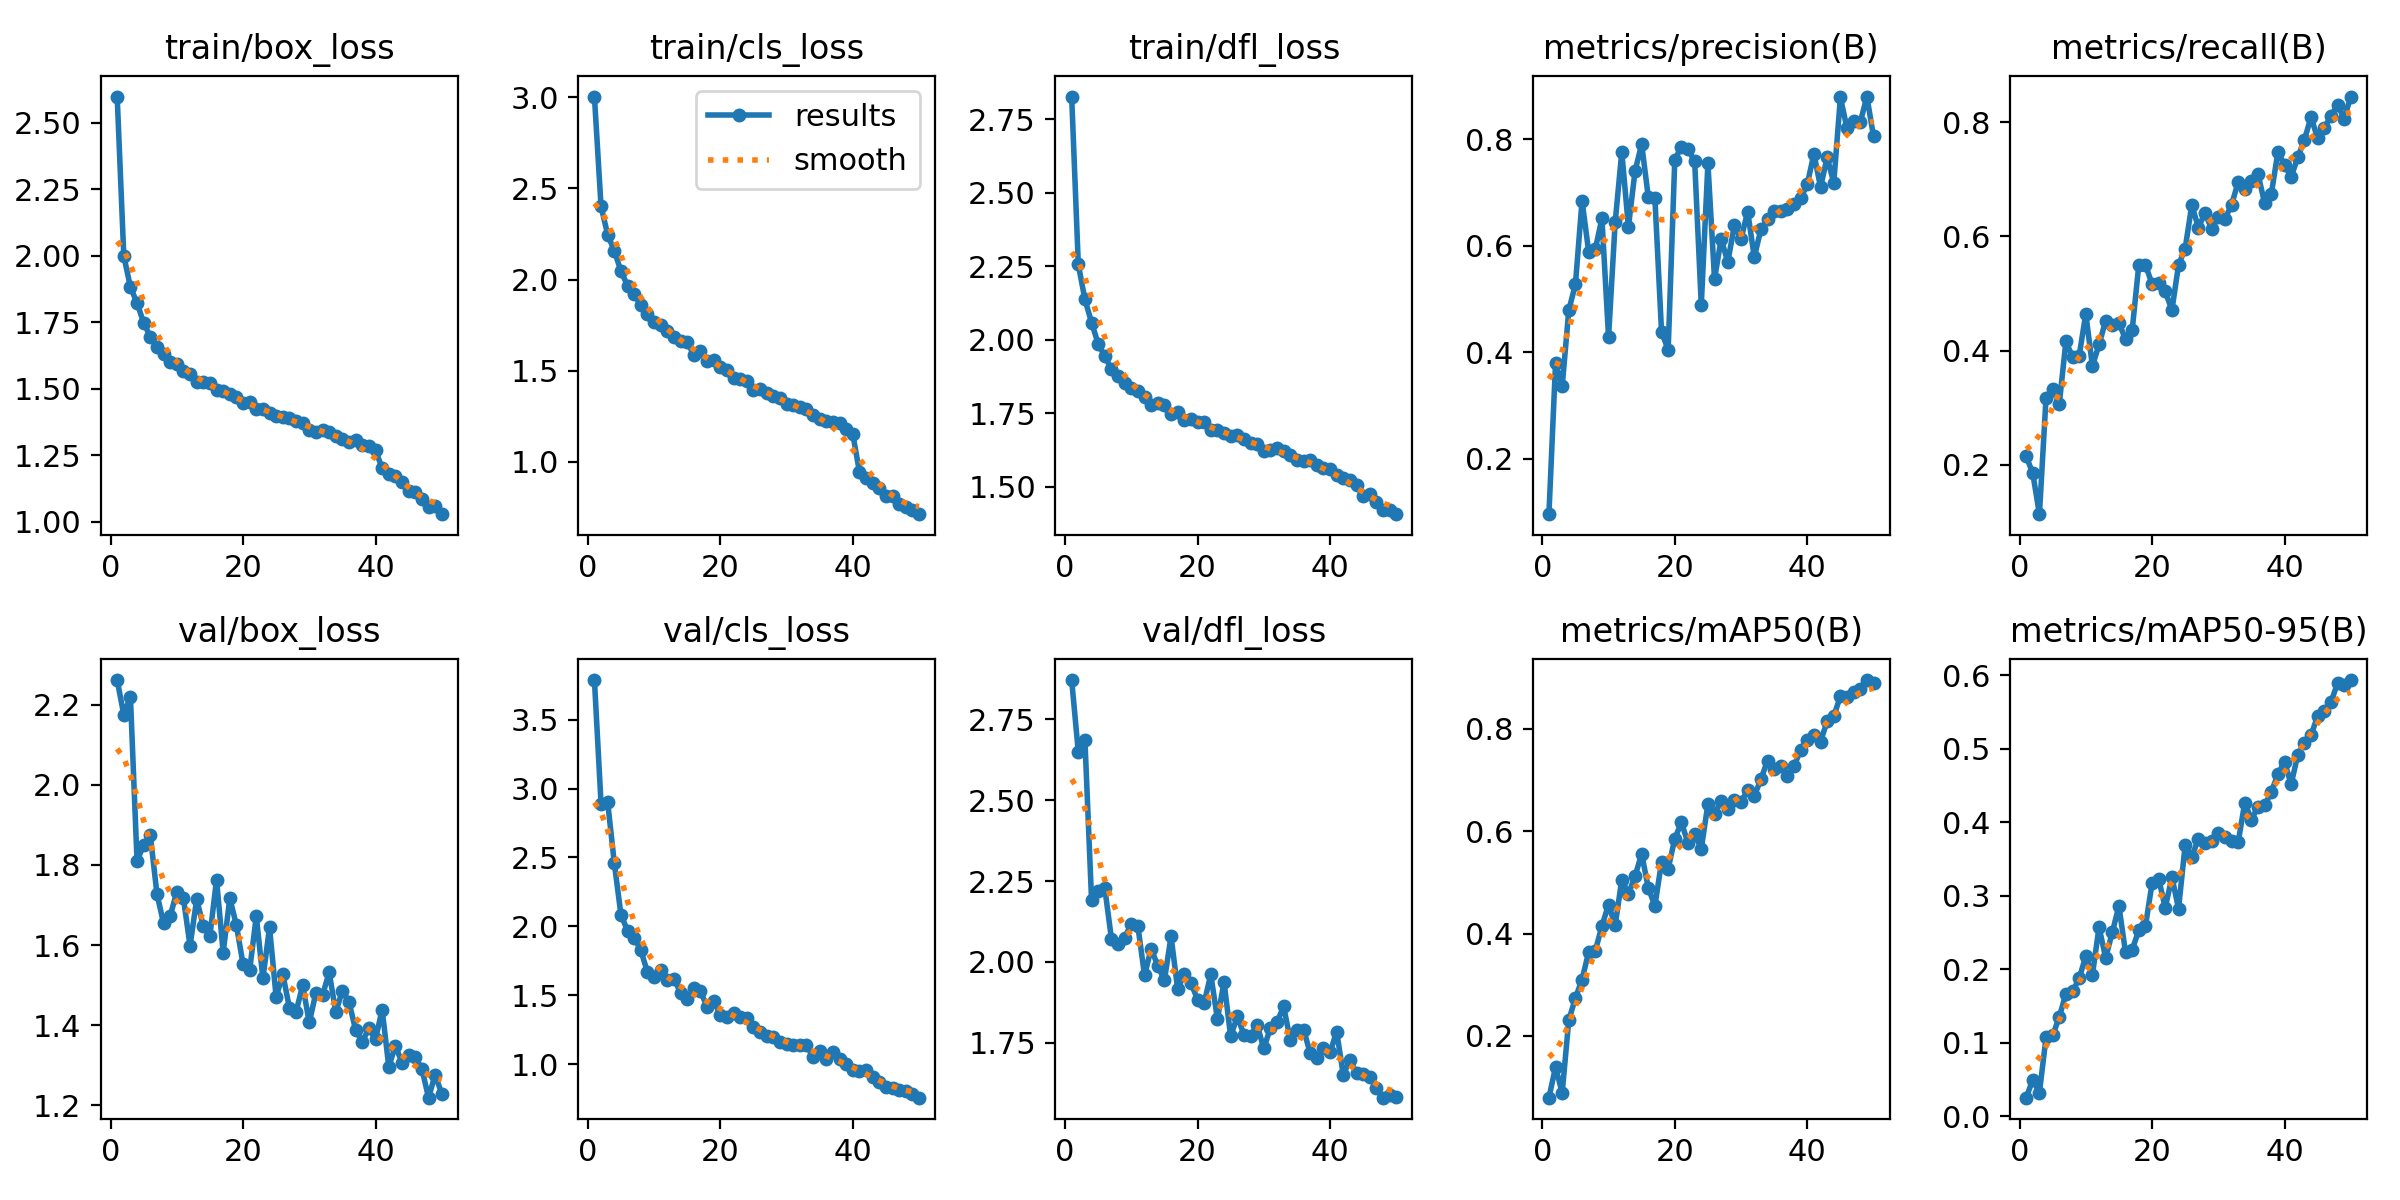 train/box_loss
2.50
2.25
2.00
1.75
1.50
1.25
1.00
0 20 40
train/cls_loss
results
smooth
3.0
2.5
2.0
1.5
1.0
0 20 40
train/dfl_loss
2.75
2.50
2.25
2.00
1.75
1.50
0 20 40
metrics/precision(B)
0.8
0.6
0.4
0.2
0 20 40
metrics/recall(B)
0.8
0.6
0.4
0.2
0 20 40
val/box_loss
2.2
2.0
1.8
1.6
1.4
1.2
0 20 40
val/cls_loss
3.5
3.0
2.5
2.0
1.5
1.0
0 20 40
val/dfl_loss
2.75
2.50
2.25
2.00
1.75
0 20 40
metrics/mAP50(B)
0.8
0.6
0.4
0.2
0 20 40
metrics/mAP50-95(B)
0.6
0.5
0.4
0.3
0.2
0.1
0.0
0 20 40